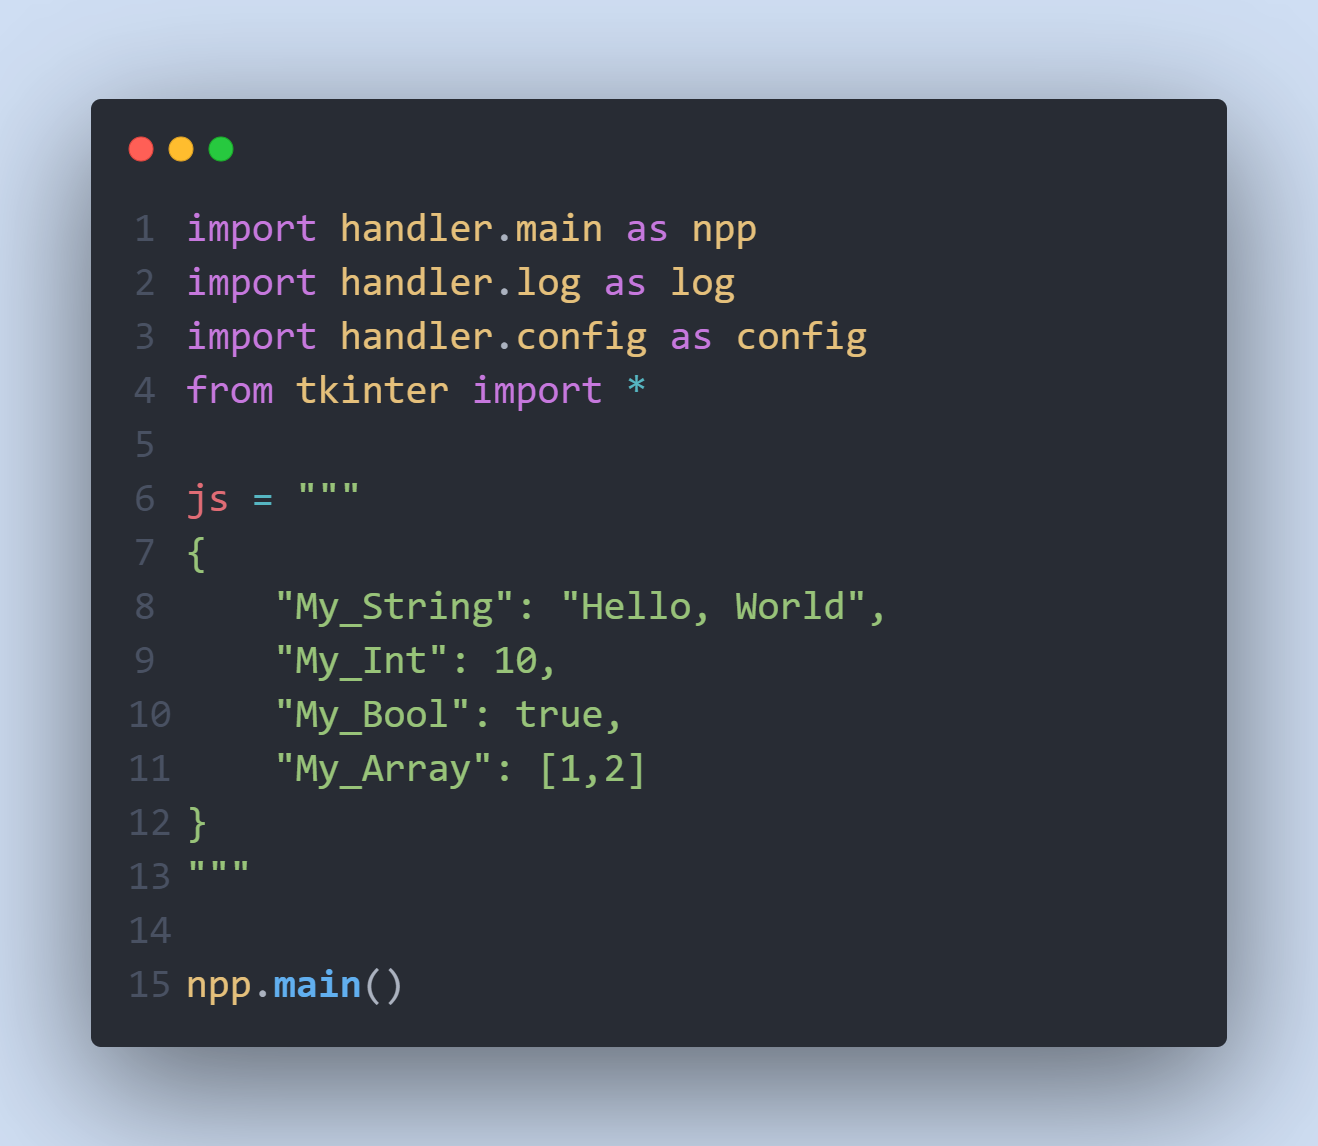 1 import handler.main as npp
2 import handler.log as log
3 import handler.config as config
4 from tkinter import *
5
6 js = """
7 {
8     "My_String": "Hello, World",
9     "My_Int": 10,
10     "My_Bool": true,
11     "My_Array": [1,2]
12 }
13 """
14
15 npp.main()